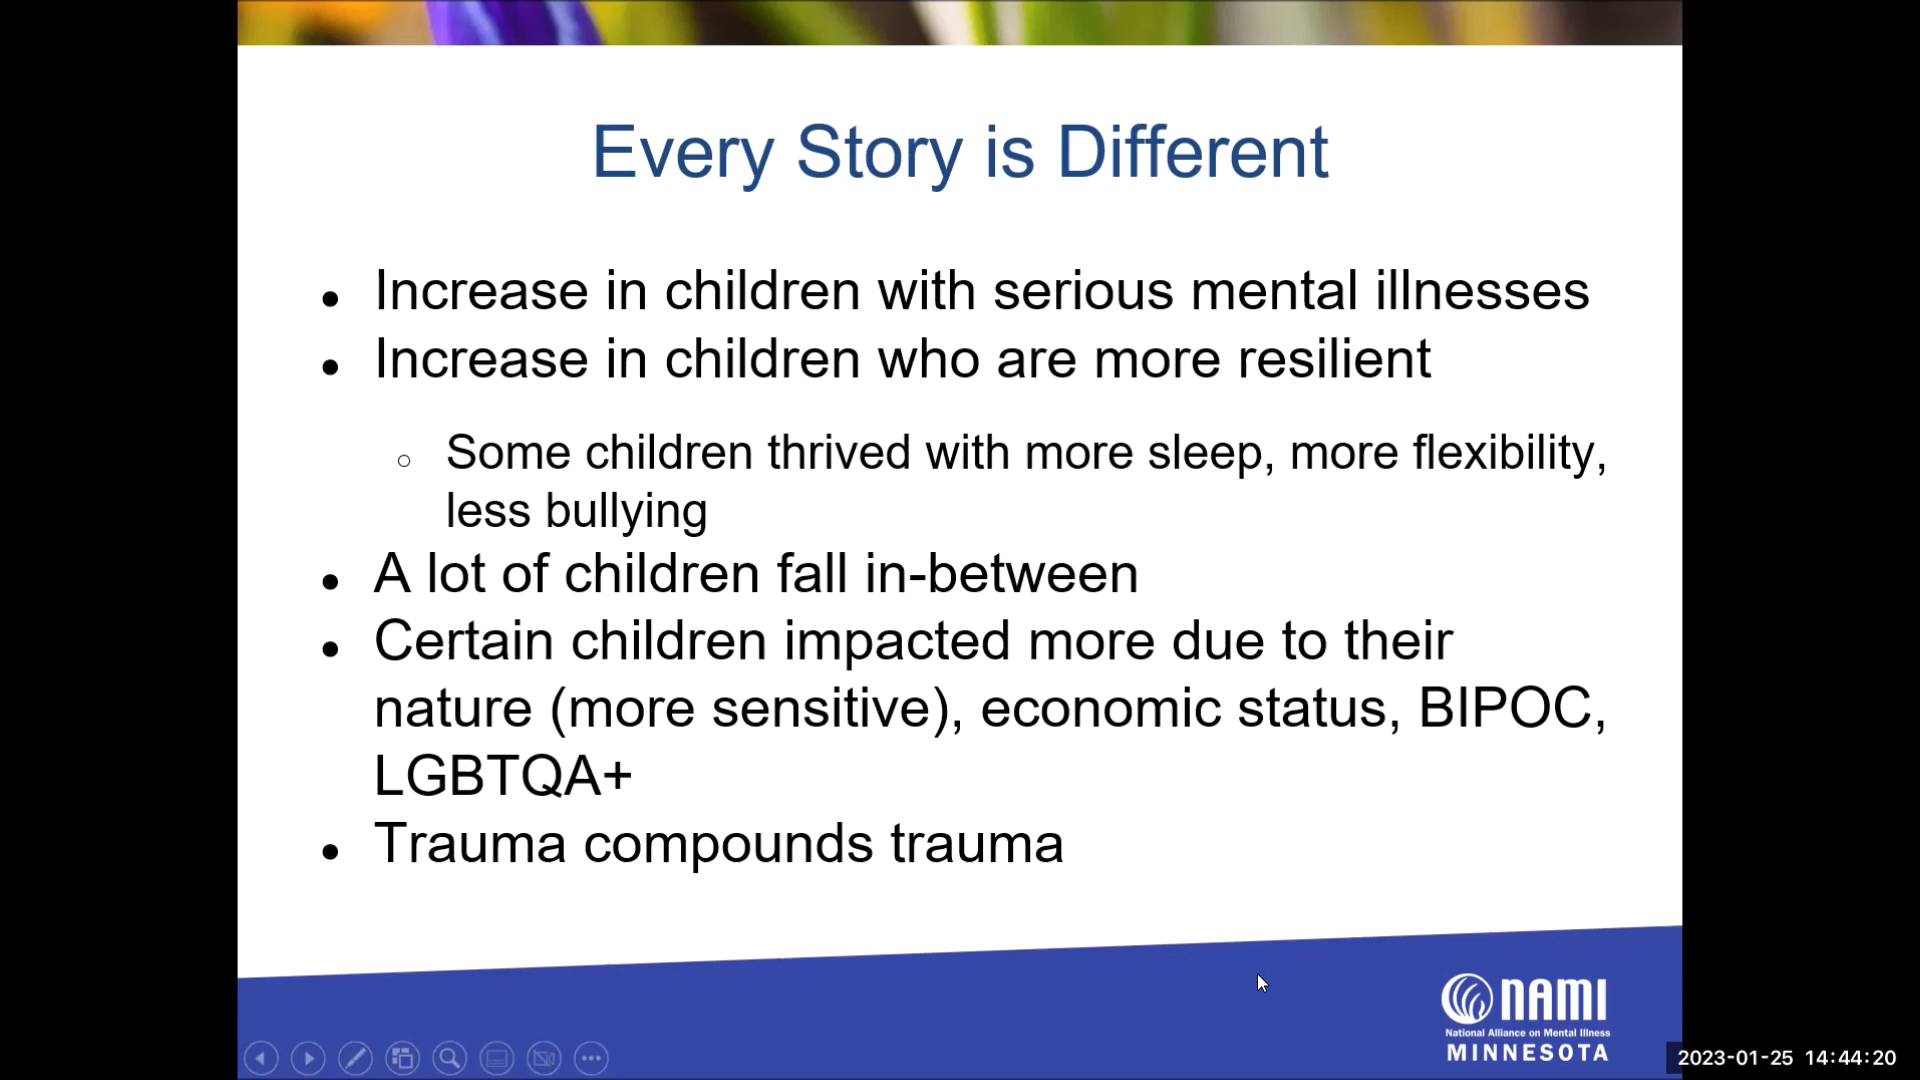 Every Story is Different
● Increase in children with serious mental illnesses
● Increase in children who are more resilient
○ Some children thrived with more sleep, more flexibility,
less bullying
● A lot of children fall in-between
● Certain children impacted more due to their
nature (more sensitive), economic status, BIPOC,
LGBTQA+
● Trauma compounds trauma
nAMI
National Alliance on Mental Illness
MINNESOTA
2023-01-25 14:44:20